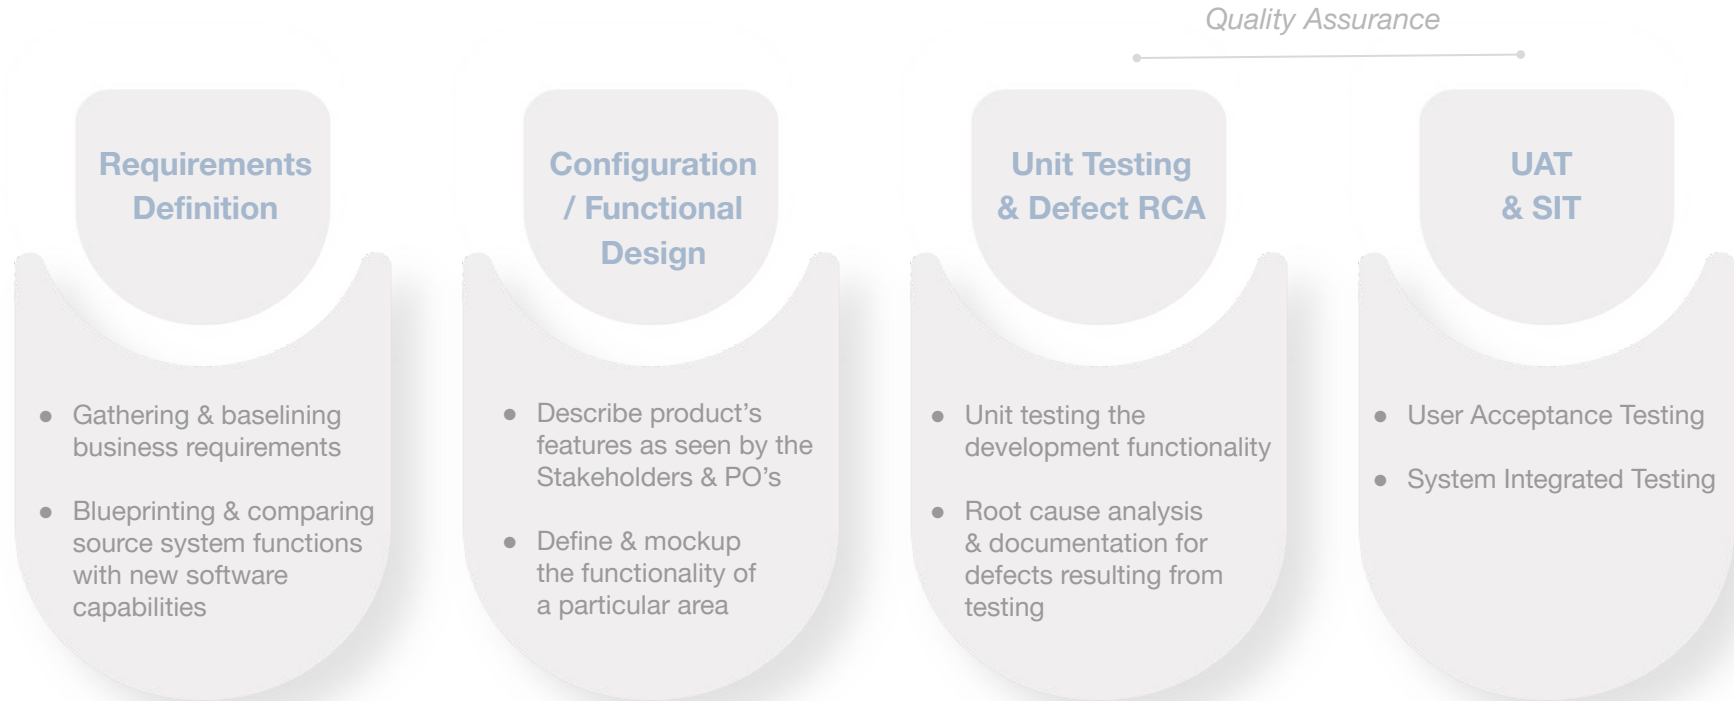 Quality Assurance
Requirements
Definition
● Gathering & baselining
business requirements
● Blueprinting & comparing
source system functions
with new software
capabilities
Configuration
/ Functional
Design
● Describe product’s
features as seen by the
Stakeholders & PO’s
● Define & mockup
the functionality of
a particular area
Unit Testing
& Defect RCA
● Unit testing the
development functionality
● Root cause analysis
& documentation for
defects resulting from
testing
UAT
& SIT
● User Acceptance Testing
● System Integrated Testing